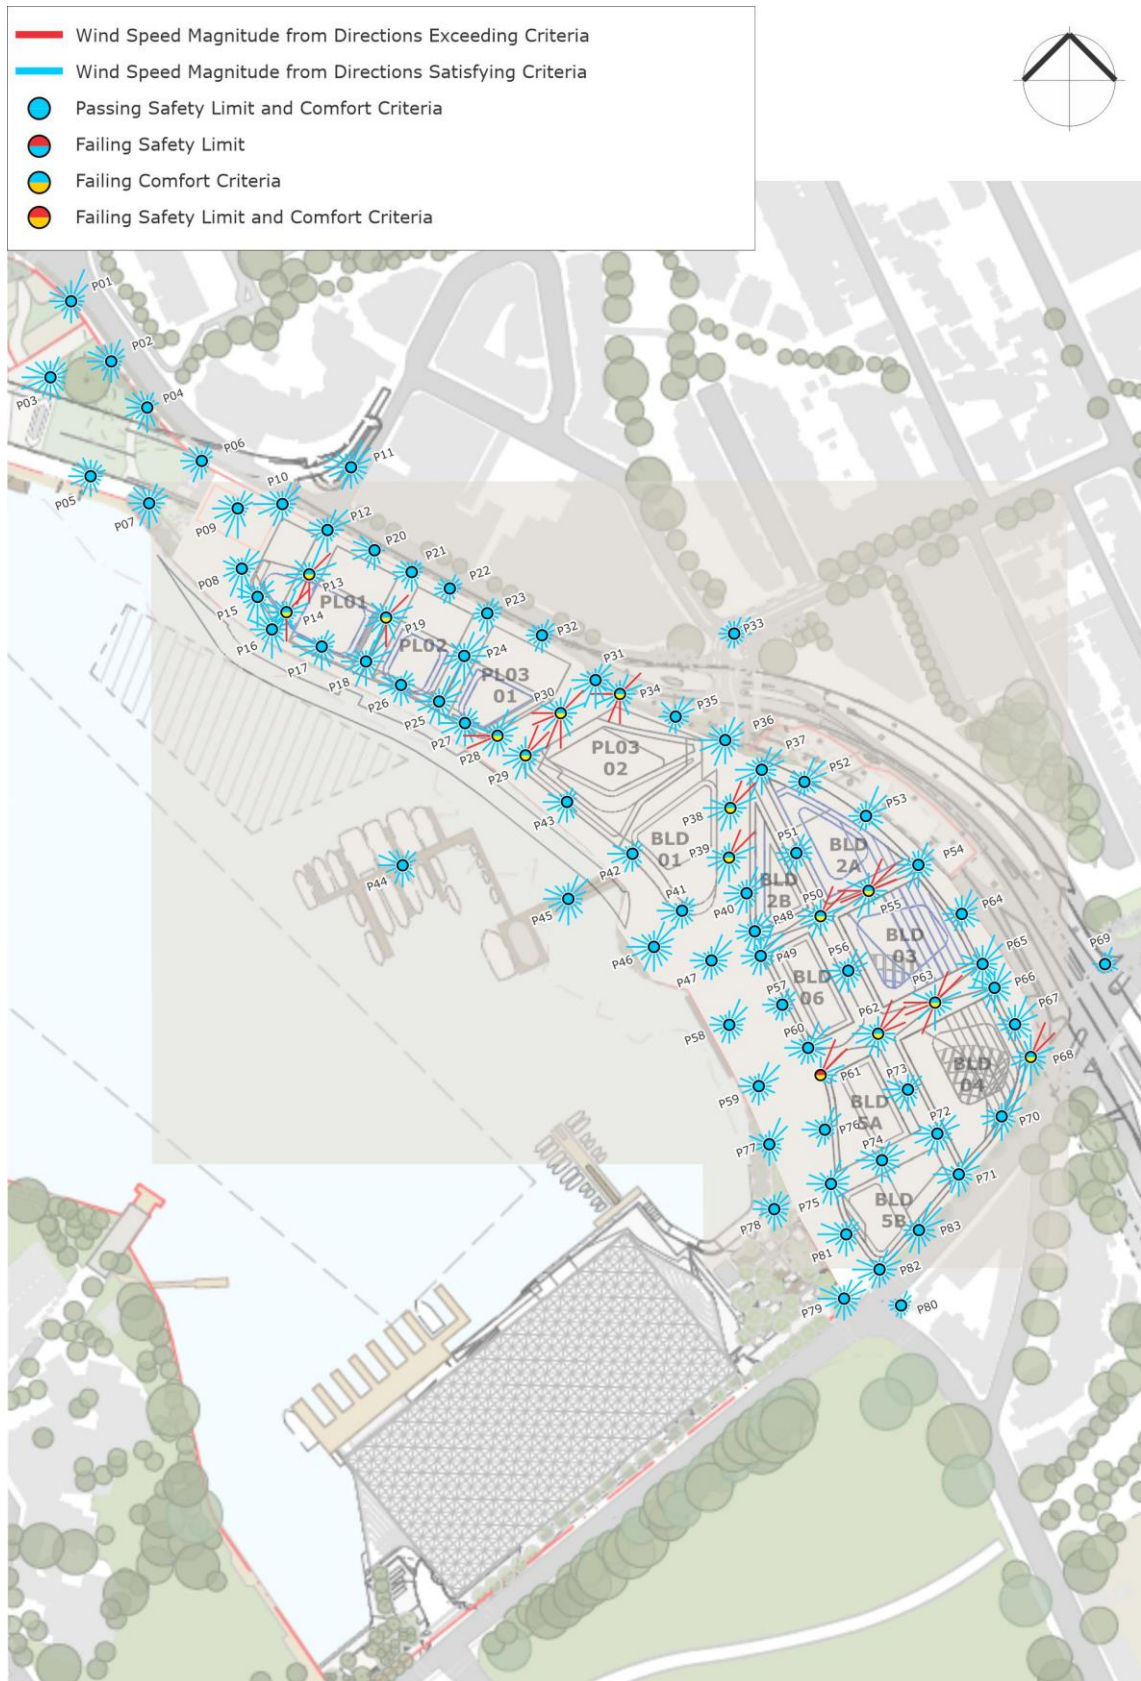 Wind Speed Magnitude from Directions Exceeding Criteria
Wind Speed Magnitude from Directions Satisfying Criteria
Passing Safety Limit and Comfort Criteria
Failing Safety Limit
Failing Comfort Criteria
Failing Safety Limit and Comfort Criteria
P01
P02
P03
P04
P06
P05
P07
P11
P10
P09
P12
P20
P21
P22
P23
P08
P13
P15
P14
P16
PL01
P19
PL02
P17
P18
P24
P32
P33
PL03
01
P26
P25
P27
P28
P30
P31
P34
P29
P35
P36
PL03
02
P37
P52
P43
P38
P53
P39
BLD
01
P51
BLD
2A
P54
P42
P44
P45
P41
P40
BLD
2B
P50
P55
P48
P64
BLD
03
P46
P47
P49
P56
P69
P65
P57
BLD
06
P63
P66
P58
P62
P67
P60
P68
P61
BLD
04
P59
P73
BLD
5A
P76
P72
P70
P77
P74
P75
P71
BLD
5B
P78
P81
P83
P82
P79
P80